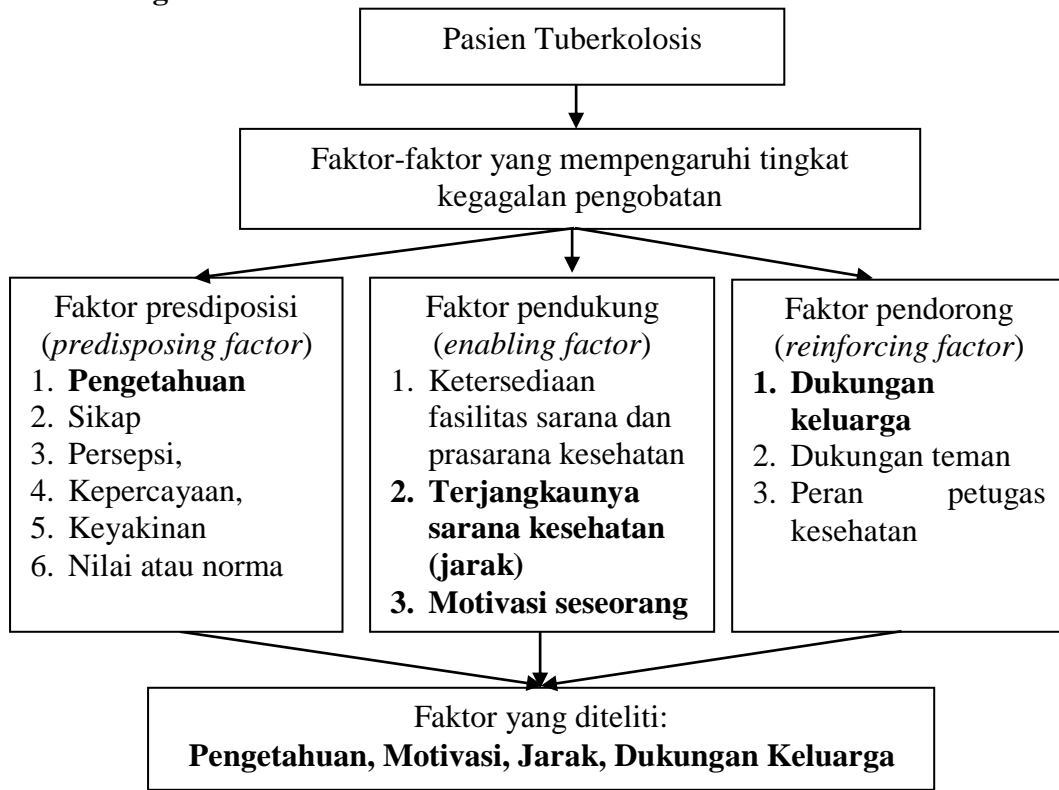 Pasien Tuberkolosis
Faktor-faktor yang mempengaruhi tingkat
kegagalan pengobatan
Faktor presdiposisi
(predisposing factor)
1. Pengetahuan
2. Sikap
3. Persepsi,
4. Kepercayaan,
5. Keyakinan
6. Nilai atau norma
Faktor pendukung
(enabling factor)
1. Ketersediaan
fasilitas sarana dan
prasarana kesehatan
2. Terjangkaunya
sarana kesehatan
(jarak)
3. Motivasi seseorang
Faktor pendorong
(reinforcing factor)
1. Dukungan
keluarga
2. Dukungan teman
3. Peran petugas
kesehatan
Faktor yang diteliti:
Pengetahuan, Motivasi, Jarak, Dukungan Keluarga